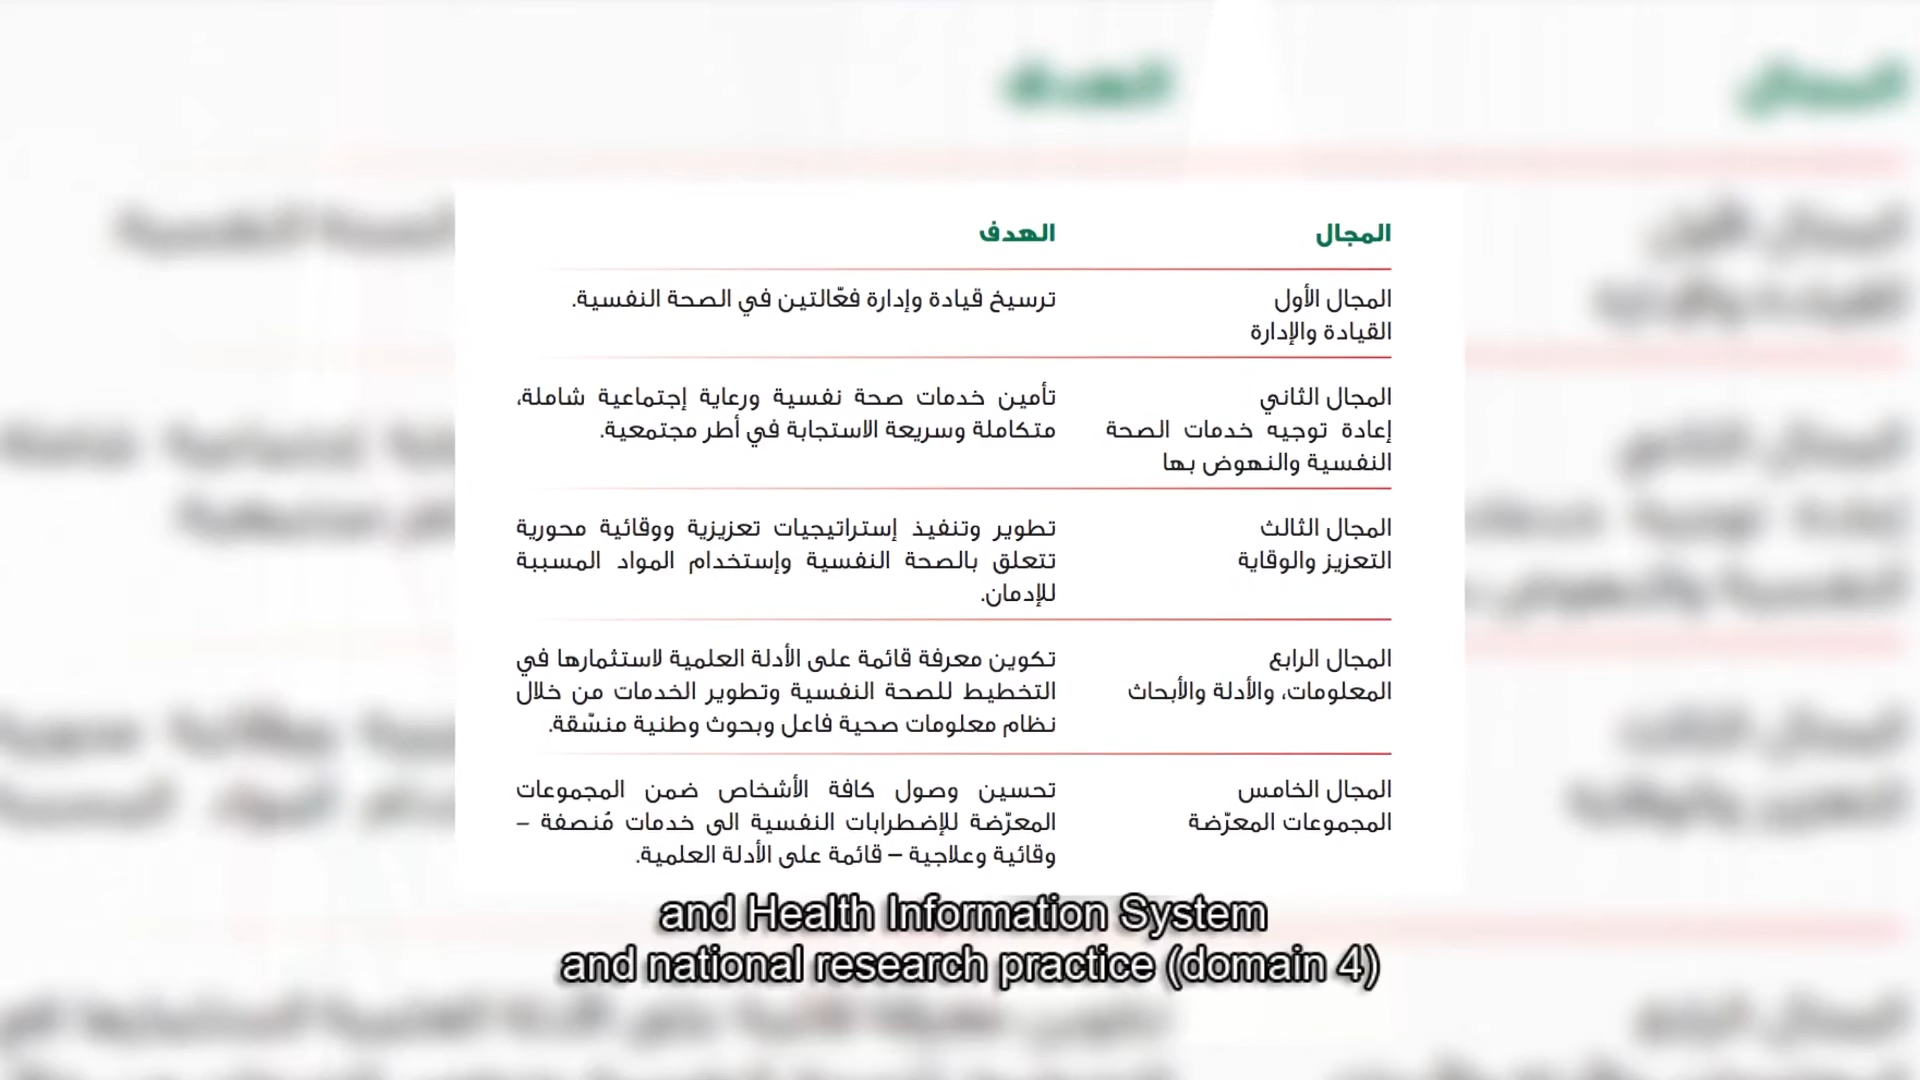 المجال
الهدف
المجال الأول
القيادة والإدارة
ترسيخ قيادة وإدارة فعّالتين في الصحة النفسية.
المجال الثاني
إعادة توجيه خدمات الصحة
النفسية والنهوض بها
تأمين خدمات صحة نفسية ورعاية إجتماعية شاملة،
متكاملة وسريعة الاستجابة في أطر مجتمعية.
المجال الثالث
التعزيز والوقاية
تطوير وتنفيذ إستراتيجيات تعزيزية ووقائية محورية
تتعلق بالصحة النفسية وإستخدام المواد المسببة
للإدمان.
المجال الرابع
المعلومات، والأدلة والأبحاث
تكوين معرفة قائمة على الأدلة العلمية لاستثمارها في
التخطيط للصحة النفسية وتطوير الخدمات من خلال
نظام معلومات صحية فاعل وبحوث وطنية منسّقة.
المجال الخامس
المجموعات المعرّضة
تحسين وصول كافة الأشخاص ضمن المجموعات
المعرّضة للإضطرابات النفسية الى خدمات مُنصفة –
وقائية وعلاجية – قائمة على الأدلة العلمية.
and Health Information System
and national research practice (domain 4)